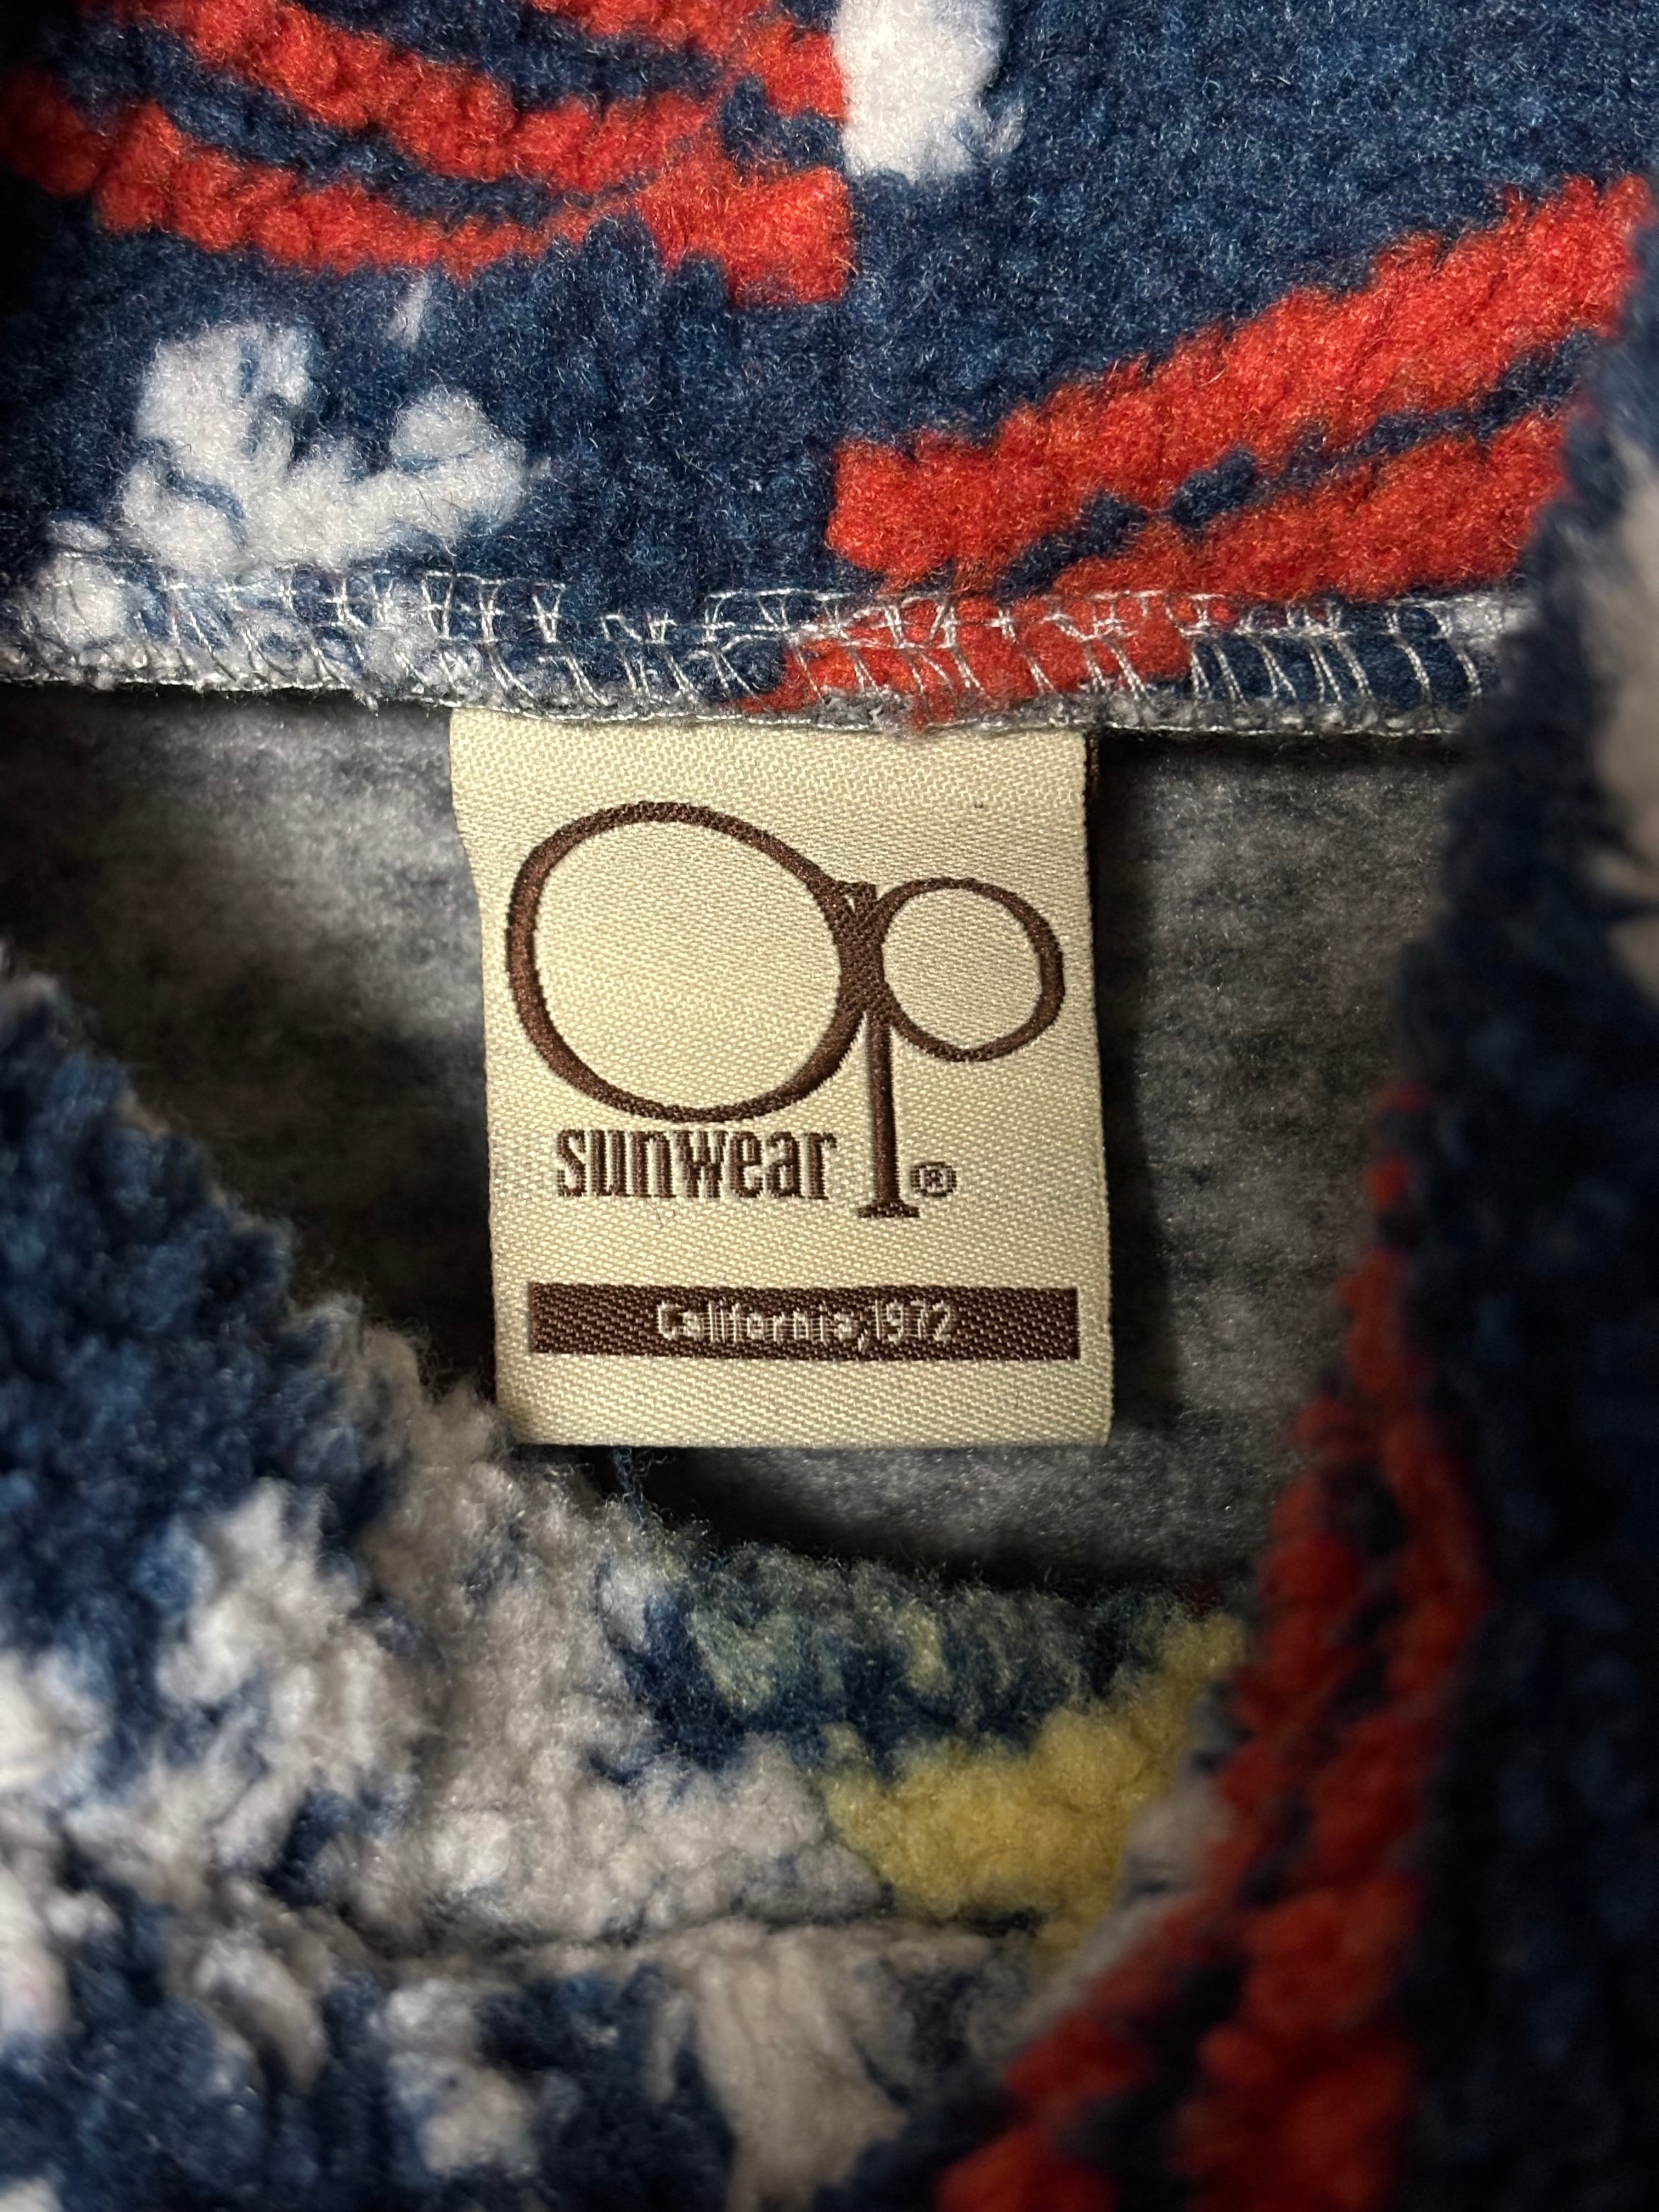 Op
sunwear ®
California,1972